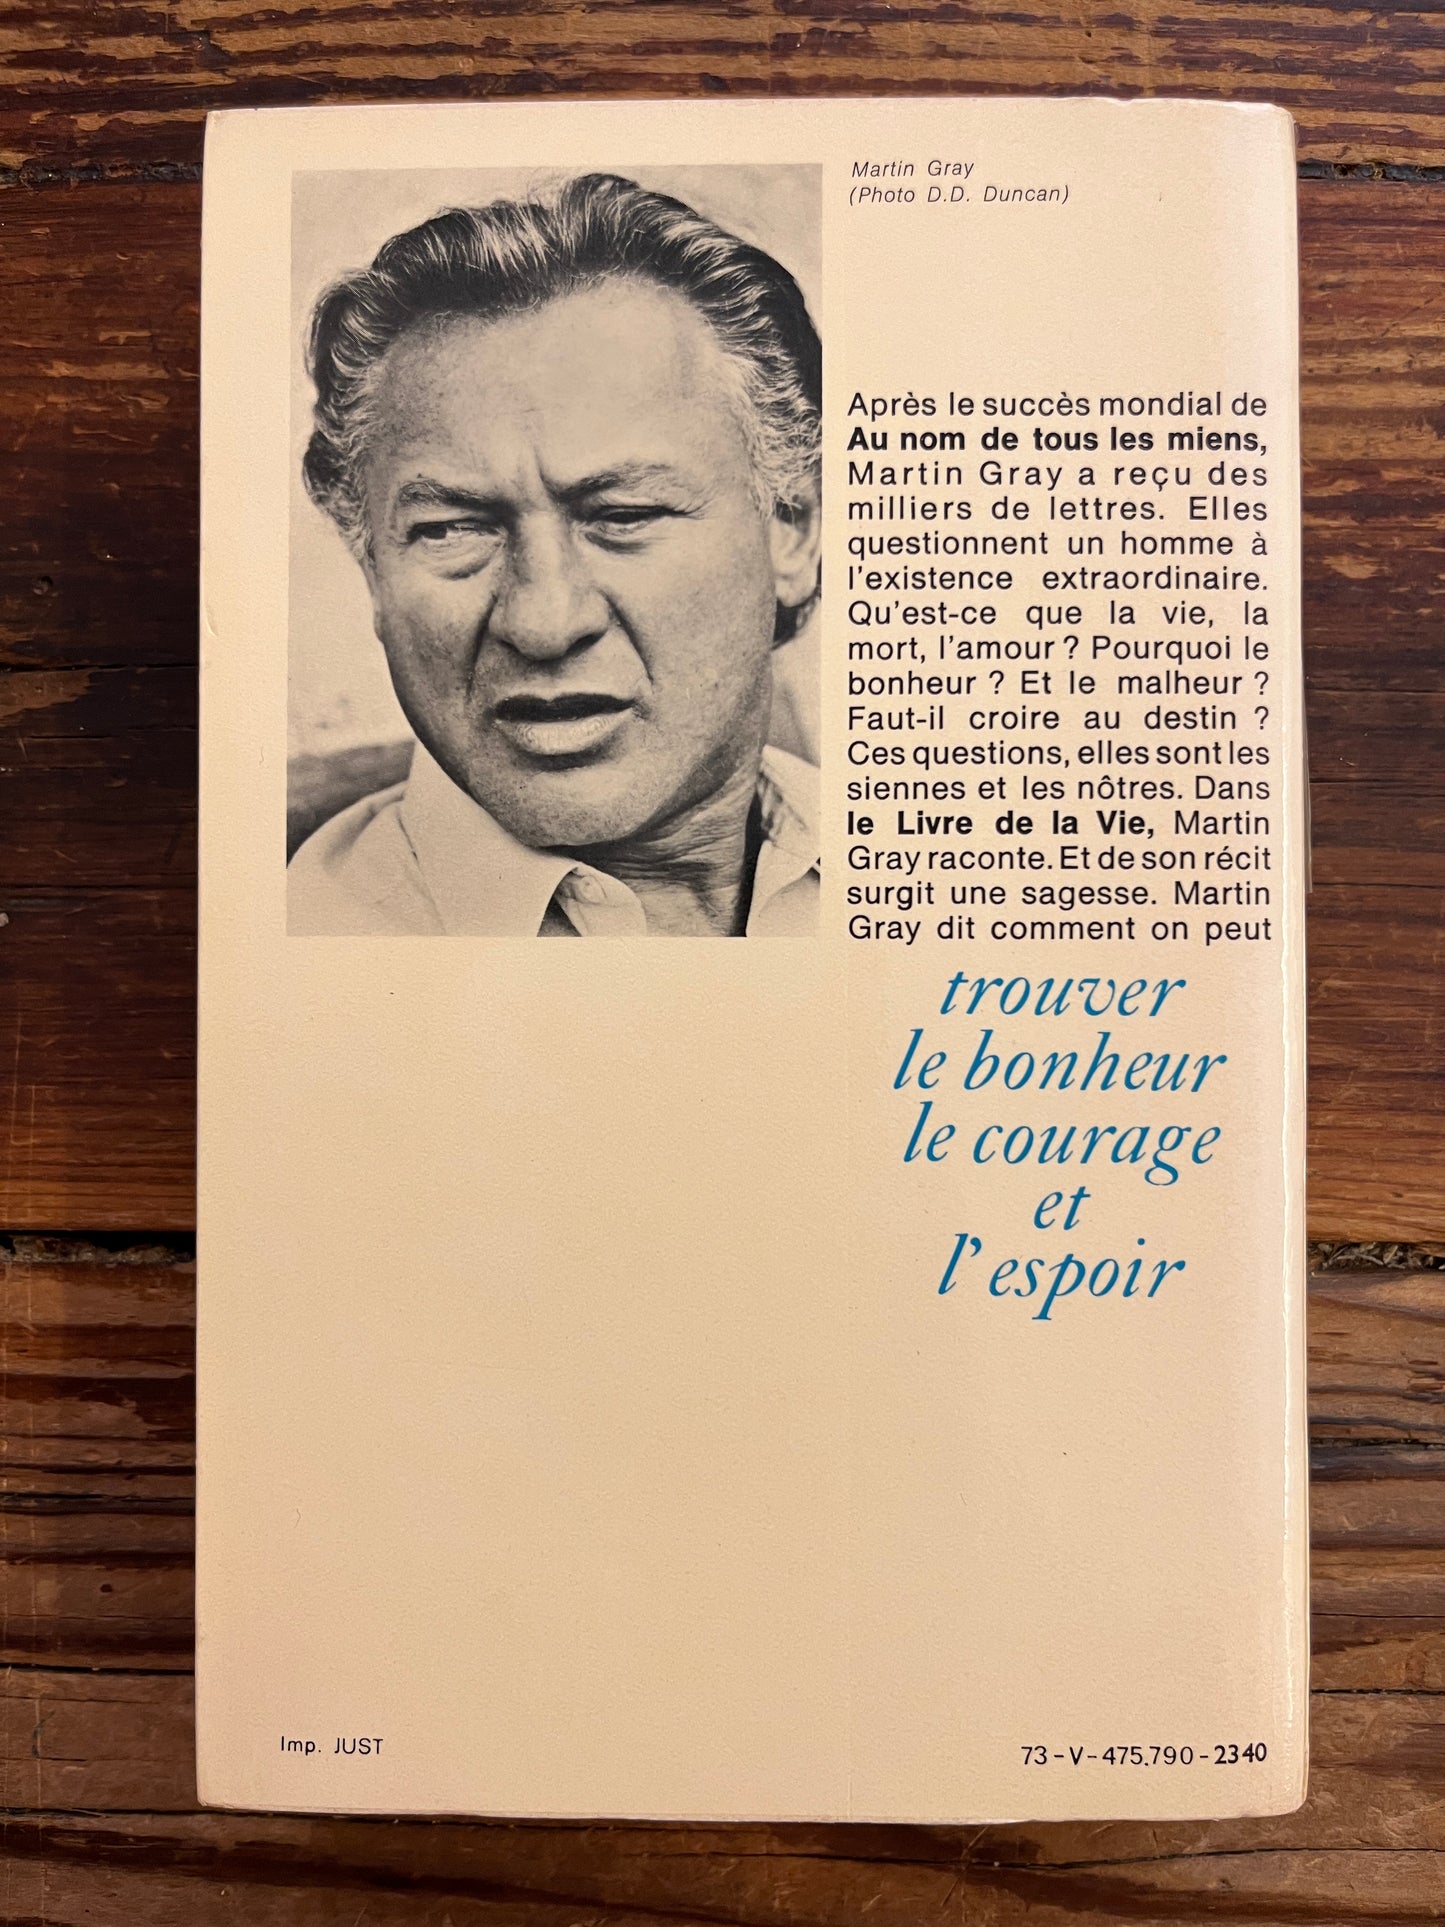 Martin Gray
(Photo D.D. Duncan)
Après le succès mondial de
Au nom de tous les miens,
Martin Gray a reçu des
milliers de lettres. Elles
questionnent un homme à
l'existence extraordinaire.
Qu'est-ce que la vie, la
mort, l'amour ? Pourquoi le
bonheur ? Et le malheur ?
Faut-il croire au destin ?
Ces questions, elles sont les
siennes et les nôtres. Dans
le Livre de la Vie, Martin
Gray raconte. Et de son récit
surgit une sagesse. Martin
Gray dit comment on peut
trouver
le bonheur
le courage
et
l'espoir
Imp. JUST
73-V-475.790-2340